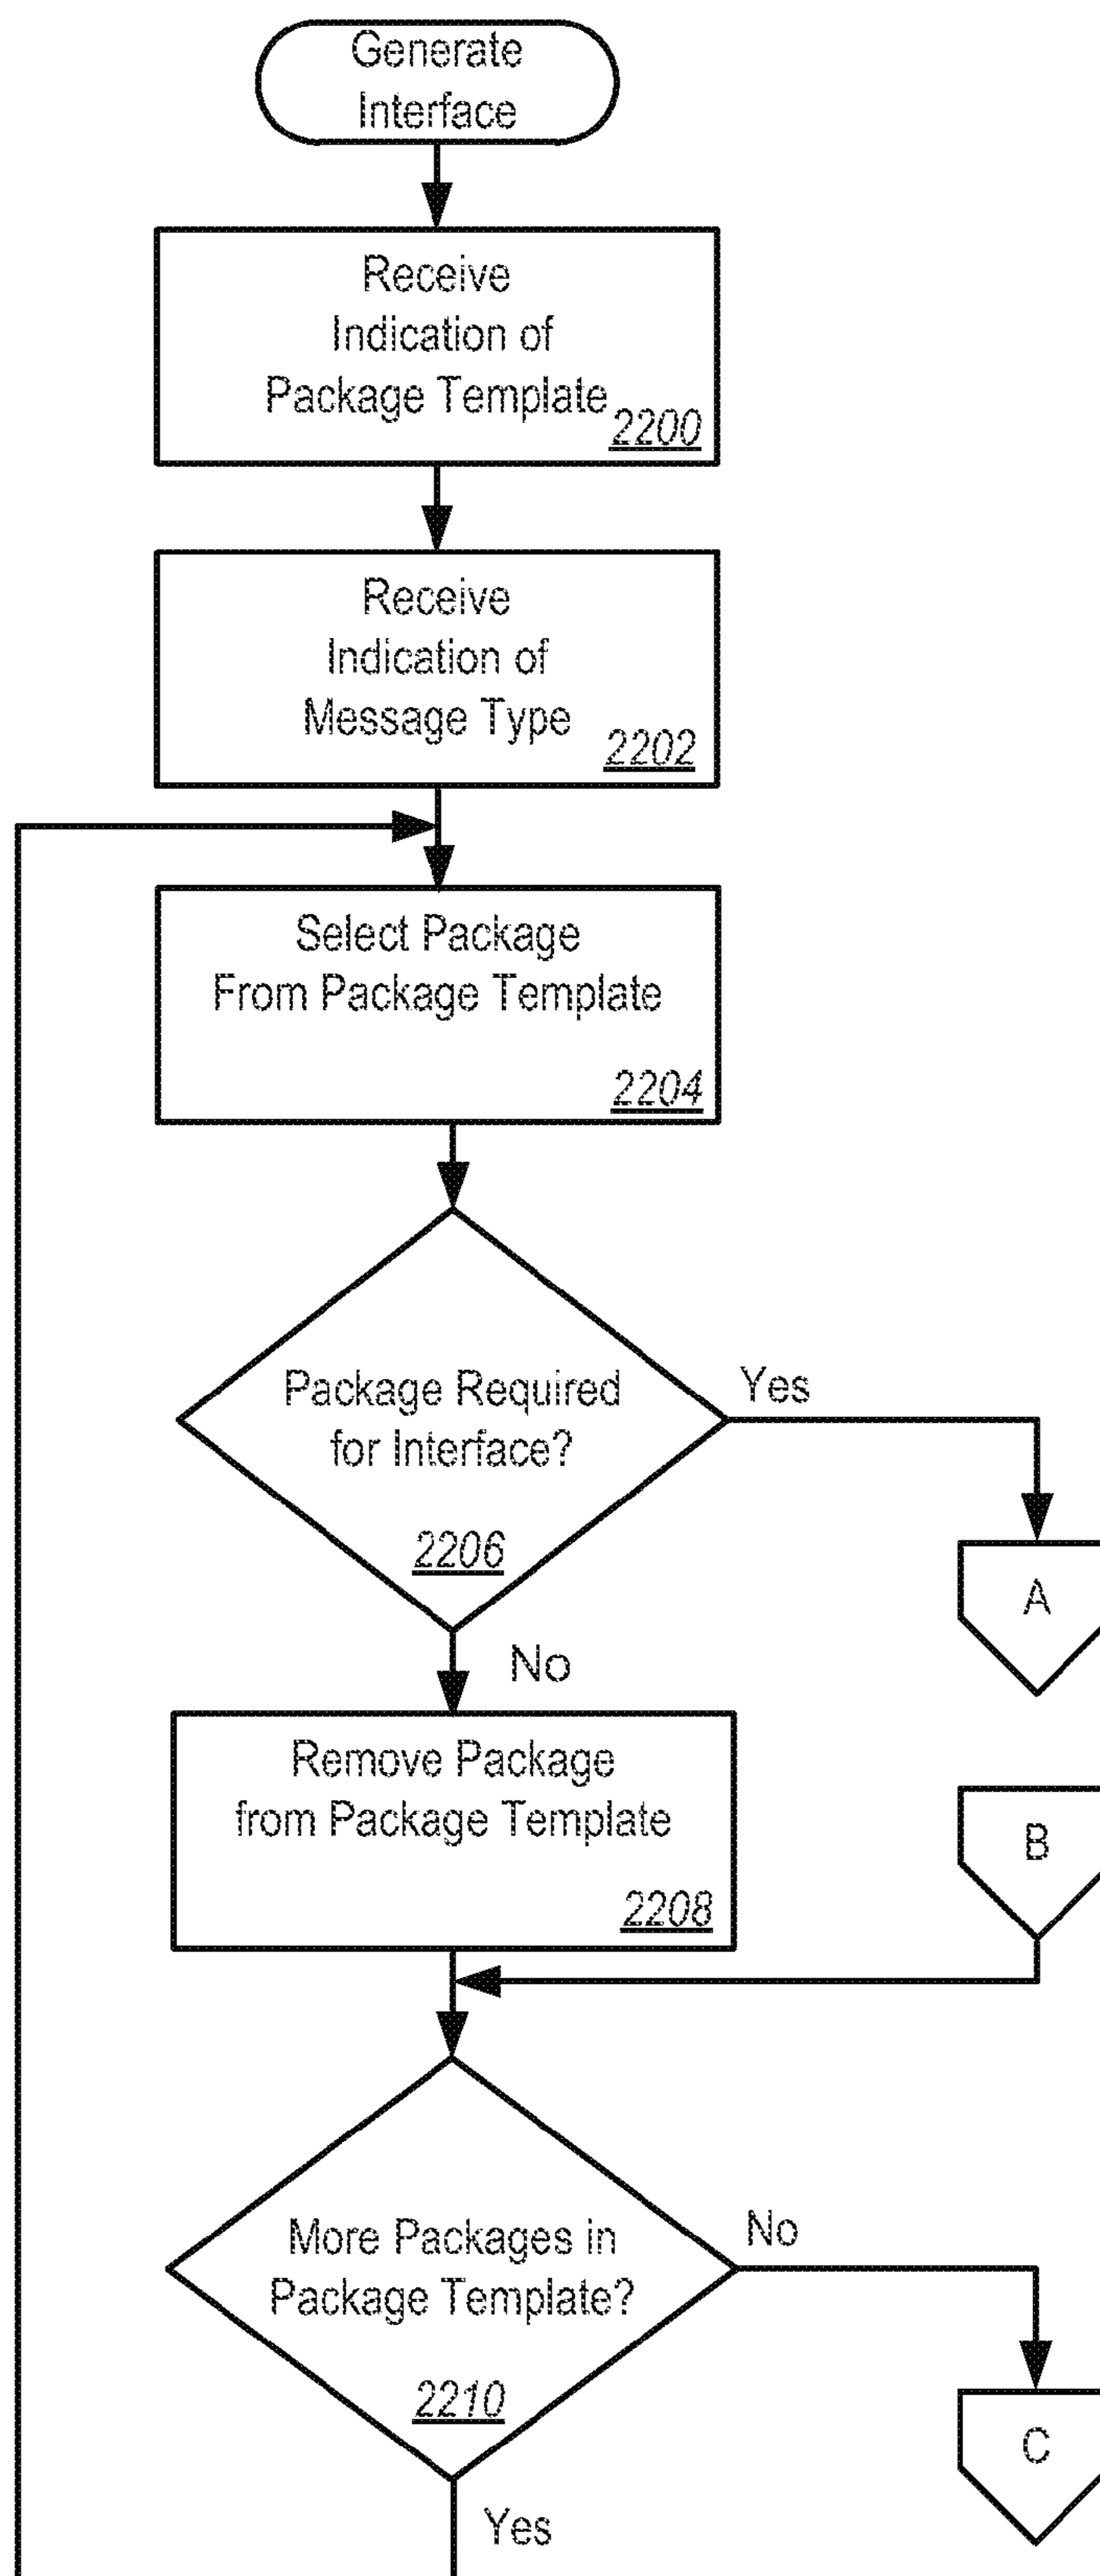 Generate
Interface
Receive
Indication of
Package Template
2200
Receive
Indication of
Message Type
2202
Select Package
From Package Template
2204
Package Required
for Interface?
2206
Yes
A
No
Remove Package
from Package Template
2208
B
More Packages in
Package Template?
2210
No
C
Yes